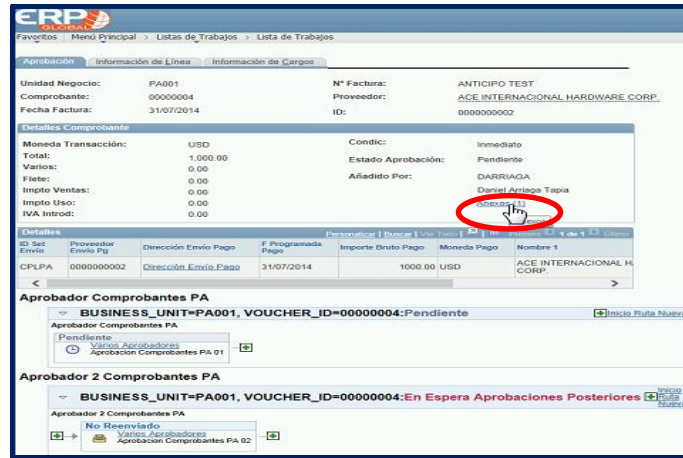 ERP
GLOBAL
Favoritos Menú Principal > Listas de Trabajos > Lista de Trabajos
Aprobación Información de Línea Información de Cargos
Unidad Negocio: PA001 Nº Factura: ANTICIPO TEST
Comprobante: 00000004 Proveedor: ACE INTERNACIONAL HARDWARE CORP.
Fecha Factura: 31/07/2014 ID: 0000000002
Detalles Comprobante
Moneda Transacción: USD Condic: Inmediato
Total: 1,000.00 Estado Aprobación: Pendiente
Varios: 0.00 Añadido Por: DARRIAGA
Flete: 0.00
Impto Ventas: 0.00 Daniel Arriaga Tapia
Impto Uso: 0.00 Anexos (1)
IVA Introd: 0.00
Detalles Personalizar | Buscar | Ver Todo | Primero 1 de 1 Último
ID Set Envío Proveedor Envío Pg Dirección Envío Pago F Programada Pago Importe Bruto Pago Moneda Pago Nombre 1
CPLPA 0000000002 Dirección Envío Pago 31/07/2014 1000.00 USD ACE INTERNACIONAL H CORP.
Aprobador Comprobantes PA
BUSINESS_UNIT=PA001, VOUCHER_ID=00000004:Pendiente Inicio Ruta Nueva
Aprobador Comprobantes PA
Pendiente
Varios Aprobadores
Aprobacion Comprobantes PA 01
Aprobador 2 Comprobantes PA
BUSINESS_UNIT=PA001, VOUCHER_ID=00000004:En Espera Aprobaciones Posteriores Inicio Ruta Nueva
Aprobador 2 Comprobantes PA
No Reenviado
Varios Aprobadores
Aprobacion Comprobantes PA 02